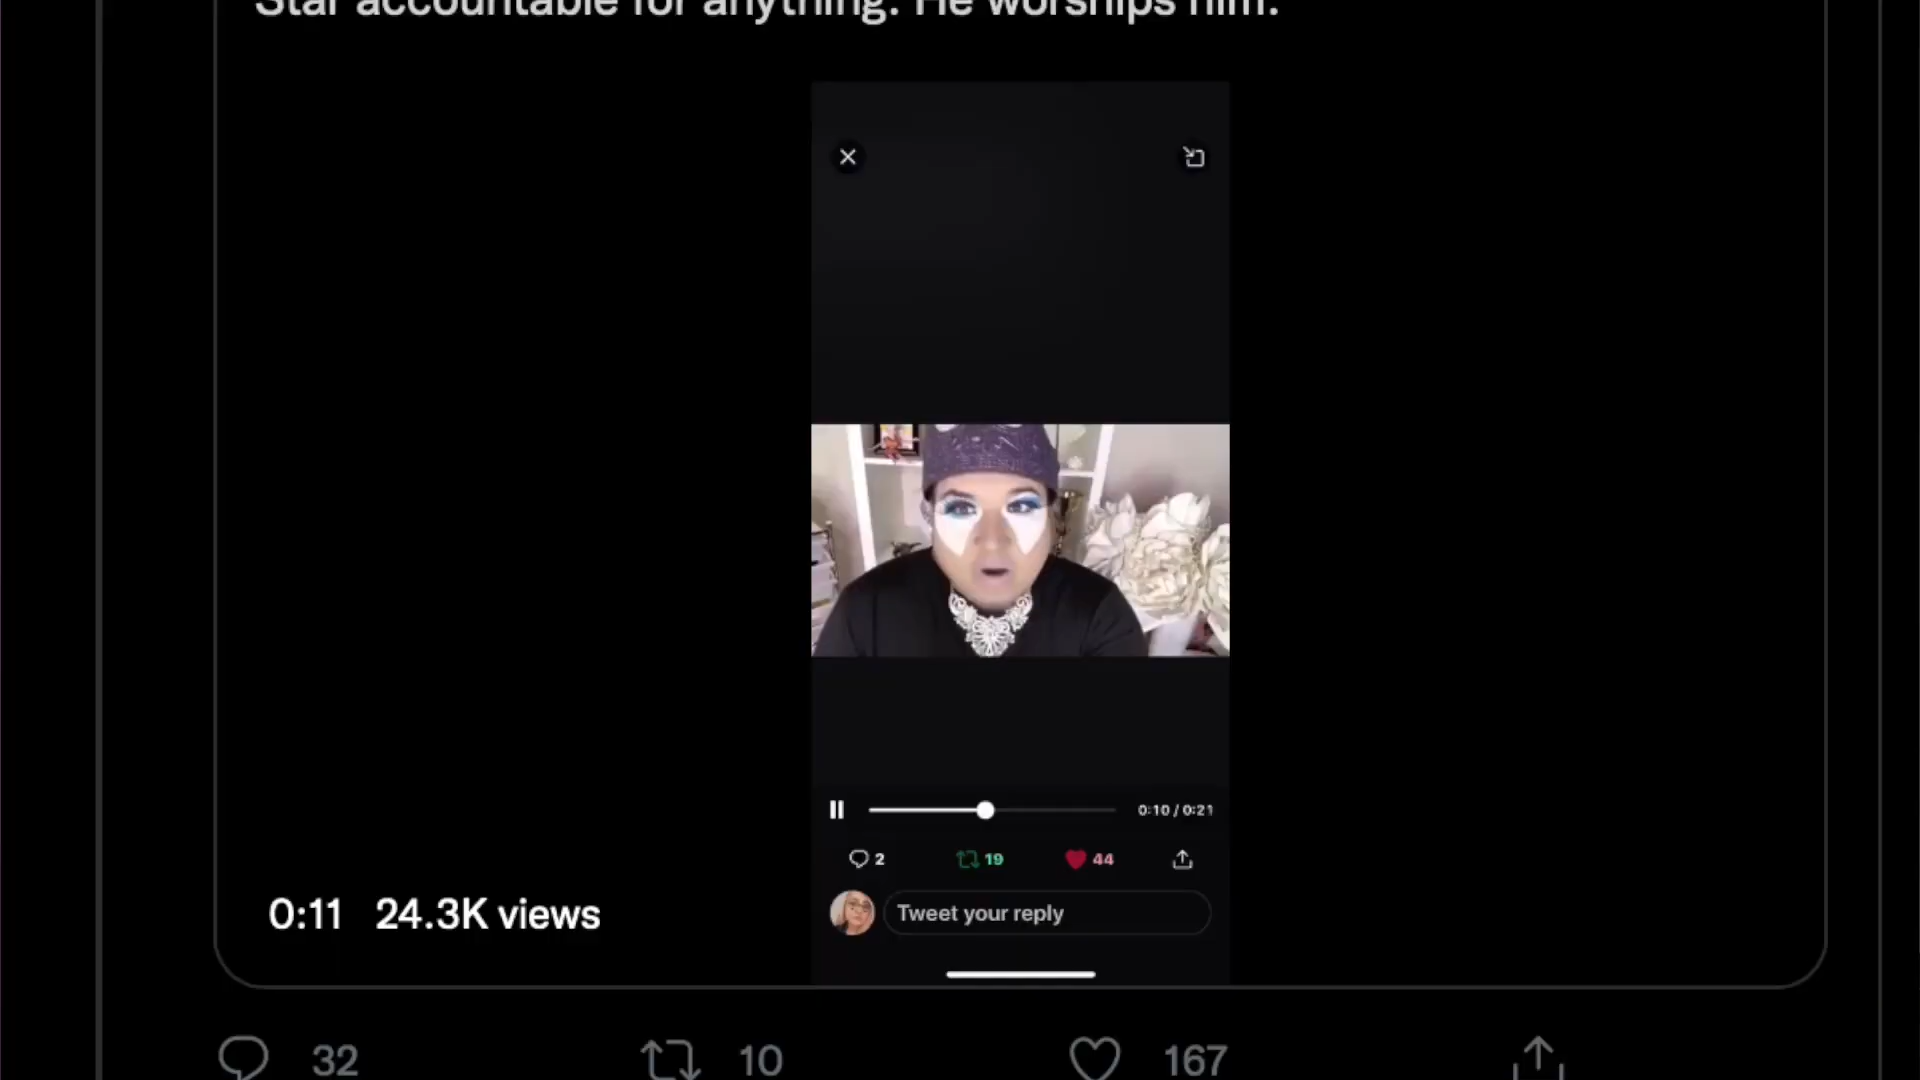 Star accountable for anything. He worships him.
0:10 / 0:21
2 19 44
Tweet your reply
0:11 24.3K views
32 10 167